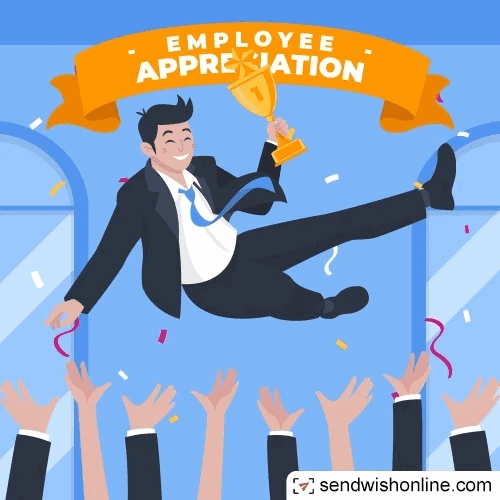 - EMPLOYEE -
APPRECIATION
1
sendwishonline.com